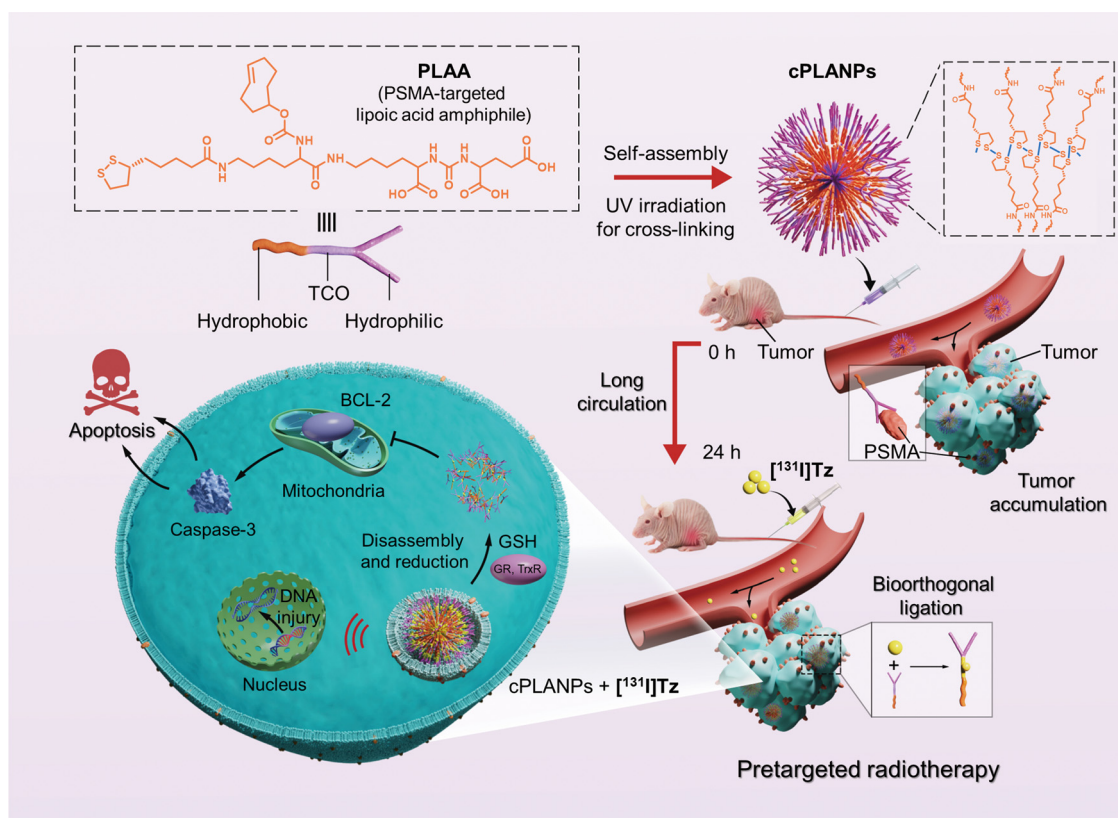 PLAA
(PSMA-targeted
lipoic acid amphiphile)
O
O
O
NH
S
S
O
N
H
O
H
N
O
OH
O
H
N
H
N
O
O
OH
OH
Self-assembly
UV irradiation
for cross-linking
cPLANPs
TCO
Hydrophobic
Hydrophilic
0 h
Tumor
Long
circulation
24 h
[¹³¹I]Tz
Tumor
PSMA
Tumor
accumulation
Bioorthogonal
ligation
+
Pretargeted radiotherapy
Apoptosis
BCL-2
Mitochondria
Caspase-3
Disassembly
and reduction
GSH
GR, TrxR
DNA
injury
Nucleus
cPLANPs + [¹³¹I]Tz